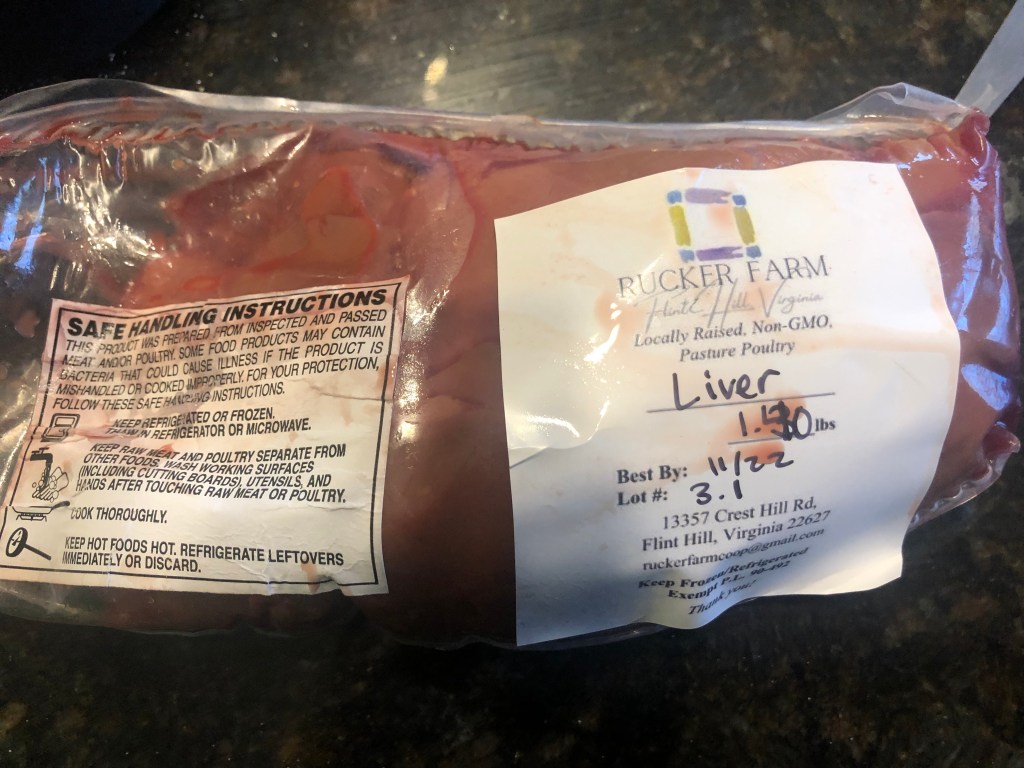 SAFE HANDLING INSTRUCTIONS
THIS PRODUCT WAS PREPARED FROM INSPECTED AND PASSED
MEAT AND/OR POULTRY. SOME FOOD PRODUCTS MAY CONTAIN
BACTERIA THAT COULD CAUSE ILLNESS IF THE PRODUCT IS
MISHANDLED OR COOKED IMPROPERLY. FOR YOUR PROTECTION,
FOLLOW THESE SAFE HANDLING INSTRUCTIONS.
KEEP REFRIGERATED OR FROZEN.
THAW IN REFRIGERATOR OR MICROWAVE.
KEEP RAW MEAT AND POULTRY SEPARATE FROM
OTHER FOODS. WASH WORKING SURFACES
(INCLUDING CUTTING BOARDS), UTENSILS, AND
HANDS AFTER TOUCHING RAW MEAT OR POULTRY.
COOK THOROUGHLY.
KEEP HOT FOODS HOT. REFRIGERATE LEFTOVERS
IMMEDIATELY OR DISCARD.
RUCKER FARM
Flint Hill, Virginia
Locally Raised, Non-GMO,
Pasture Poultry
Liver
lbs
Best By: 11/22
Lot #: 3.1
13357 Crest Hill Rd,
Flint Hill, Virginia 22627
ruckerfarmcoop@gmail.com
Keep Frozen/Refrigerated
Exempt P.L. 90-492
Thank you!